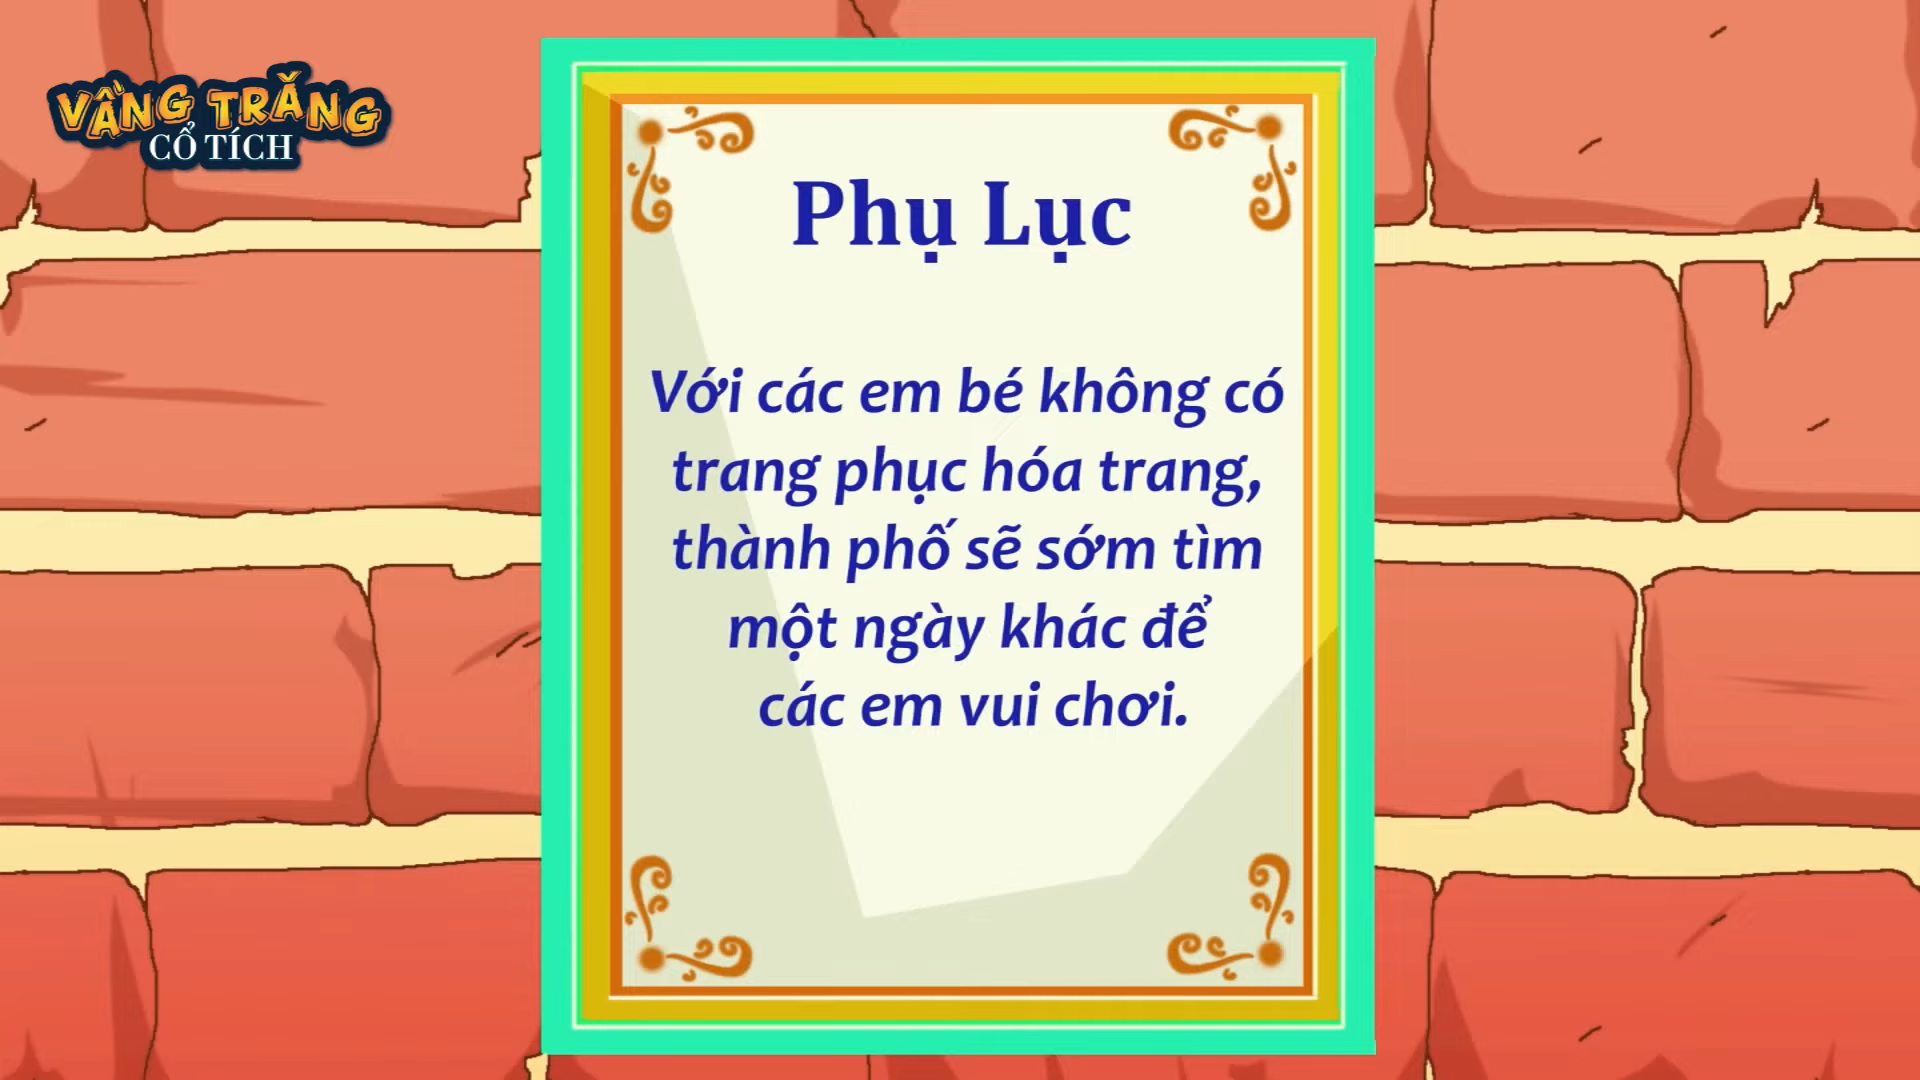 VẦNG TRĂNG
CỔ TÍCH
Phụ Lục
Với các em bé không có
trang phục hóa trang,
thành phố sẽ sớm tìm
một ngày khác để
các em vui chơi.